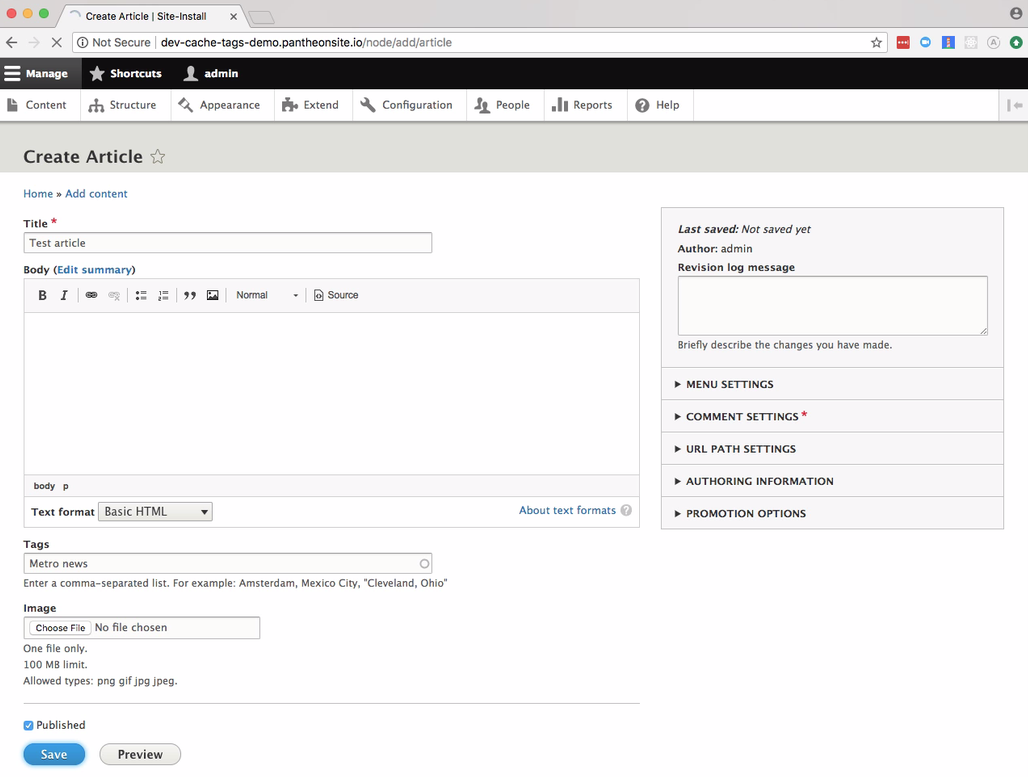 Create Article | Site-Install
Not Secure | dev-cache-tags-demo.pantheonsite.io/node/add/article
Manage Shortcuts admin
Content Structure Appearance Extend Configuration People Reports Help
Create Article
Home » Add content
Title *
Test article
Body (Edit summary)
B I Normal Source
body p
Text format Basic HTML About text formats ?
Tags
Metro news
Enter a comma-separated list. For example: Amsterdam, Mexico City, "Cleveland, Ohio"
Image
Choose File No file chosen
One file only.
100 MB limit.
Allowed types: png gif jpg jpeg.
Published
Save Preview
Last saved: Not saved yet
Author: admin
Revision log message
Briefly describe the changes you have made.
MENU SETTINGS
COMMENT SETTINGS *
URL PATH SETTINGS
AUTHORING INFORMATION
PROMOTION OPTIONS